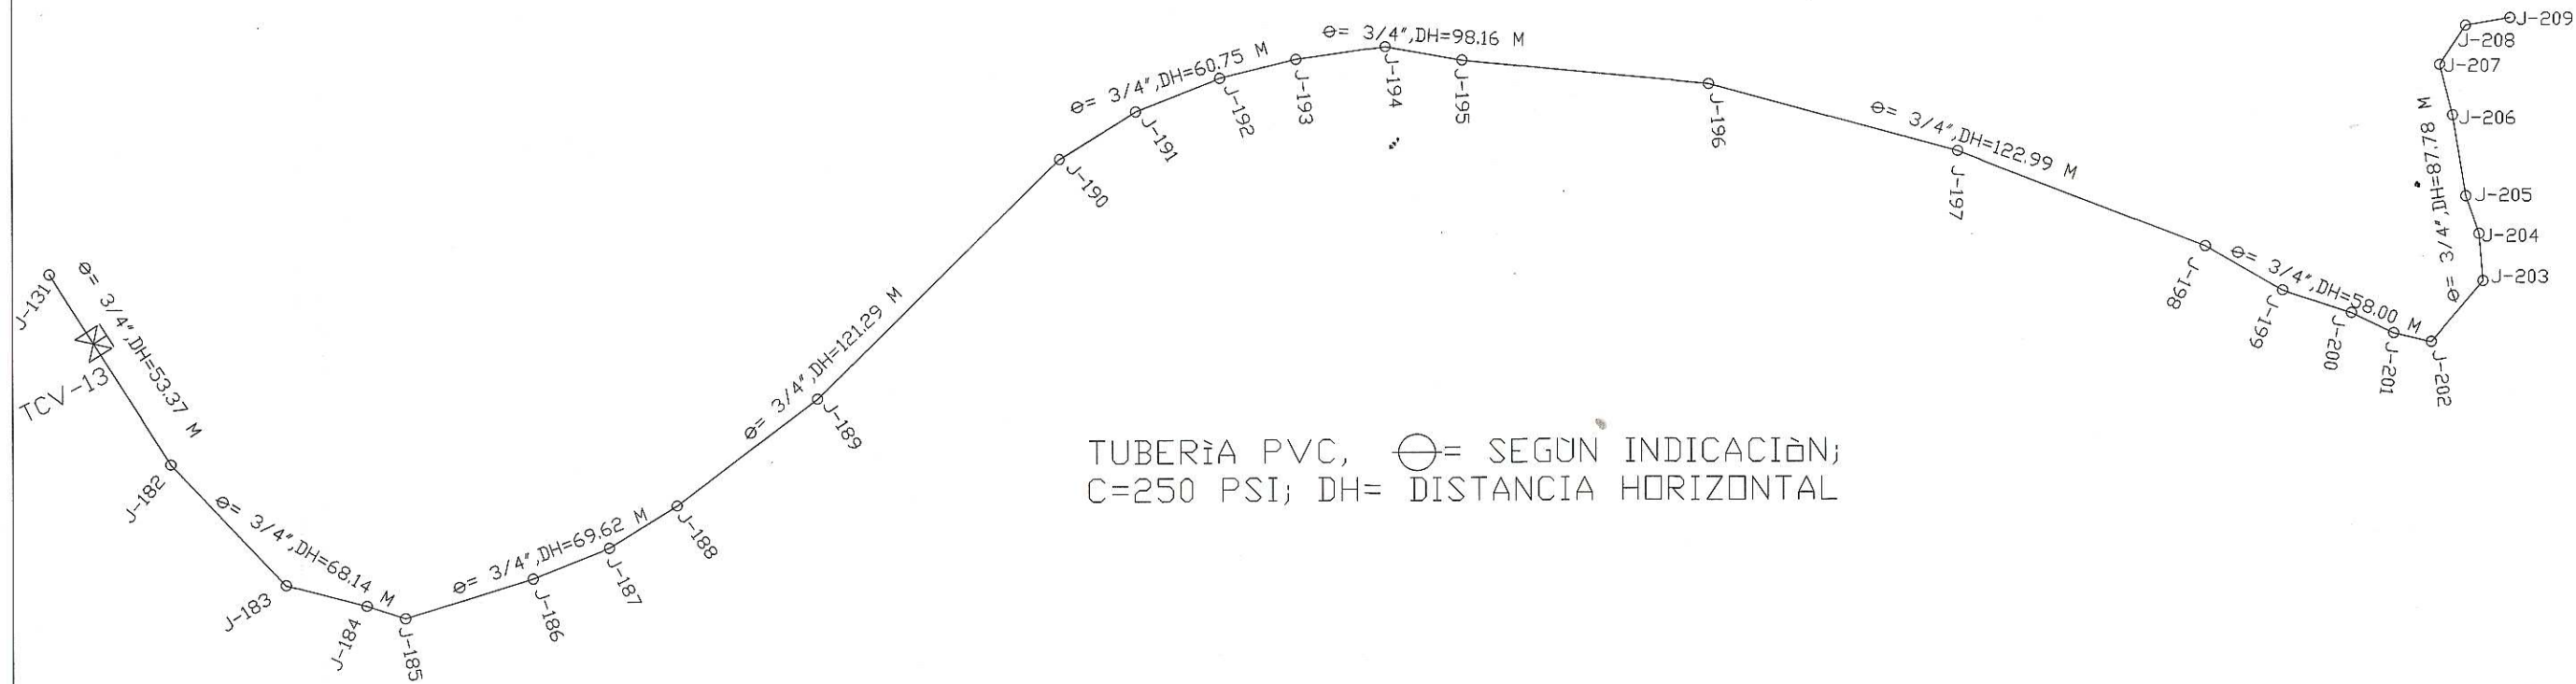 J-131
Ө= 3/4",DH=53.37 M
TCV-13
J-182
Ө= 3/4",DH=68.14 M
J-183
J-184
J-185
Ө= 3/4",DH=69.62 M
J-186
J-187
J-188
Ө= 3/4",DH=121.29 M
J-189
J-190
Ө= 3/4",DH=60.75 M
J-191
J-192
J-193
Ө= 3/4",DH=98.16 M
J-194
J-195
J-196
Ө= 3/4",DH=122.99 M
J-197
J-198
Ө= 3/4",DH=58.00 M
J-199
J-200
J-201
J-202
Ө= 3/4",DH=87.78 M
J-203
J-204
J-205
J-206
J-207
J-208
J-209
TUBERìA PVC, Ө= SEGùN INDICACIòN;
C=250 PSI; DH= DISTANCIA HORIZONTAL